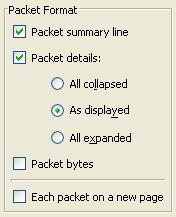 Packet Format
Packet summary line
Packet details:
All collapsed
As displayed
All expanded
Packet bytes
Each packet on a new page